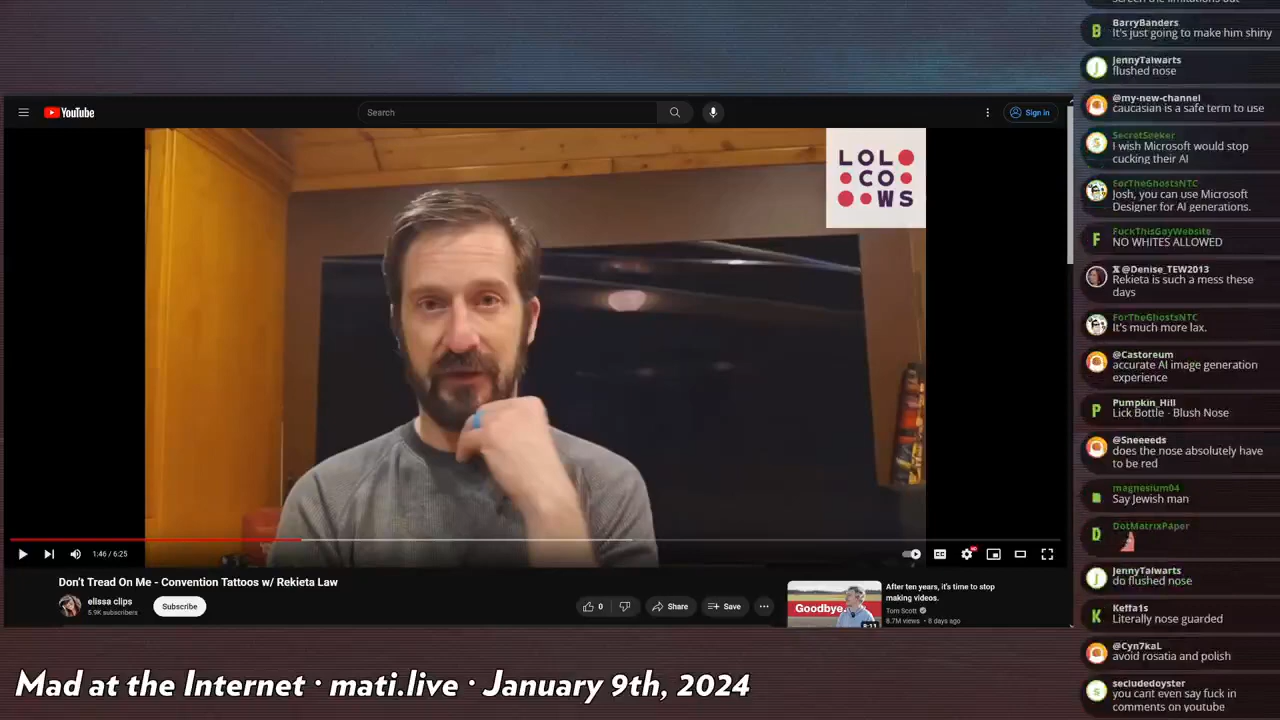 YouTube
Search
Sign in
LOL
CO
WS
1:46 / 6:25
CC
Don't Tread On Me - Convention Tattoos w/ Rekieta Law
elissa clips
5.9K subscribers
Subscribe
0
Share
Save
After ten years, it's time to stop
making videos.
Tom Scott
8.7M views • 8 days ago
Goodbye.
8:11
Mad at the Internet · mati.live · January 9th, 2024
BarryBanders
It's just going to make him shiny
JennyTalwarts
flushed nose
@my-new-channel
caucasian is a safe term to use
SecretSeeker
I wish Microsoft would stop
cucking their AI
ForTheGhostsNTC
Josh, you can use Microsoft
Designer for AI generations.
FuckThisGayWebsite
NO WHITES ALLOWED
@Denise_TEW2013
Rekieta is such a mess these
days
ForTheGhostsNTC
It's much more lax.
@Castoreum
accurate AI image generation
experience
Pumpkin_Hill
Lick Bottle - Blush Nose
@Sneeeeds
does the nose absolutely have
to be red
magnesium04
Say Jewish man
DotMatrixPaper
JennyTalwarts
do flushed nose
Keffa1s
Literally nose guarded
@Cyn7kaL
avoid rosatia and polish
seciudedoyster
you cant even say fuck in
comments on youtube